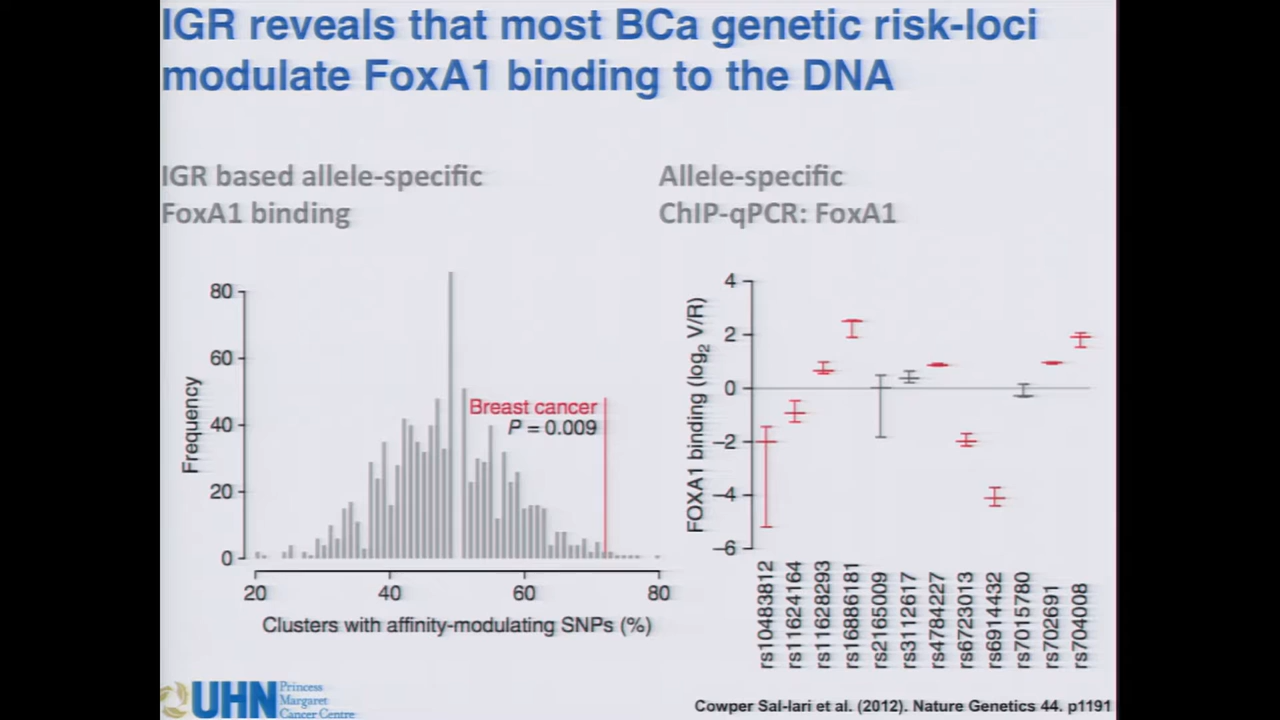 IGR reveals that most BCa genetic risk-loci
modulate FoxA1 binding to the DNA
IGR based allele-specific
FoxA1 binding
Allele-specific
ChIP-qPCR: FoxA1
Frequency
80
60
40
20
0
Breast cancer
P = 0.009
20 40 60 80
Clusters with affinity-modulating SNPs (%)
FOXA1 binding (log2 V/R)
4
2
0
−2
−4
−6
rs10483812
rs11624164
rs11628293
rs16886181
rs2165009
rs3112617
rs4784227
rs6723013
rs6914432
rs7015780
rs702691
rs704008
UHN
Princess
Margaret
Cancer Centre
Cowper Sal-lari et al. (2012). Nature Genetics 44. p1191